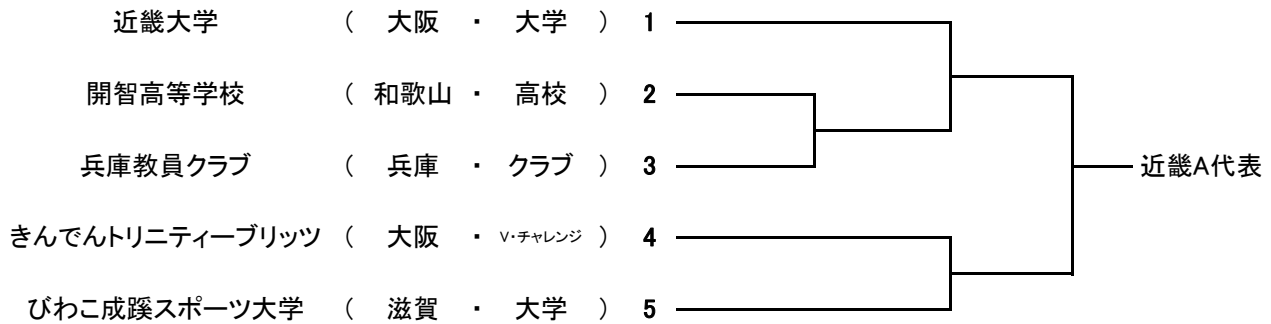 近畿大学 ( 大阪 ・ 大学 ) 1
開智高等学校 ( 和歌山 ・ 高校 ) 2
兵庫教員クラブ ( 兵庫 ・ クラブ ) 3
近畿A代表
きんでんトリニティーブリッツ ( 大阪 ・ V・チャレンジ ) 4
びわこ成蹊スポーツ大学 ( 滋賀 ・ 大学 ) 5